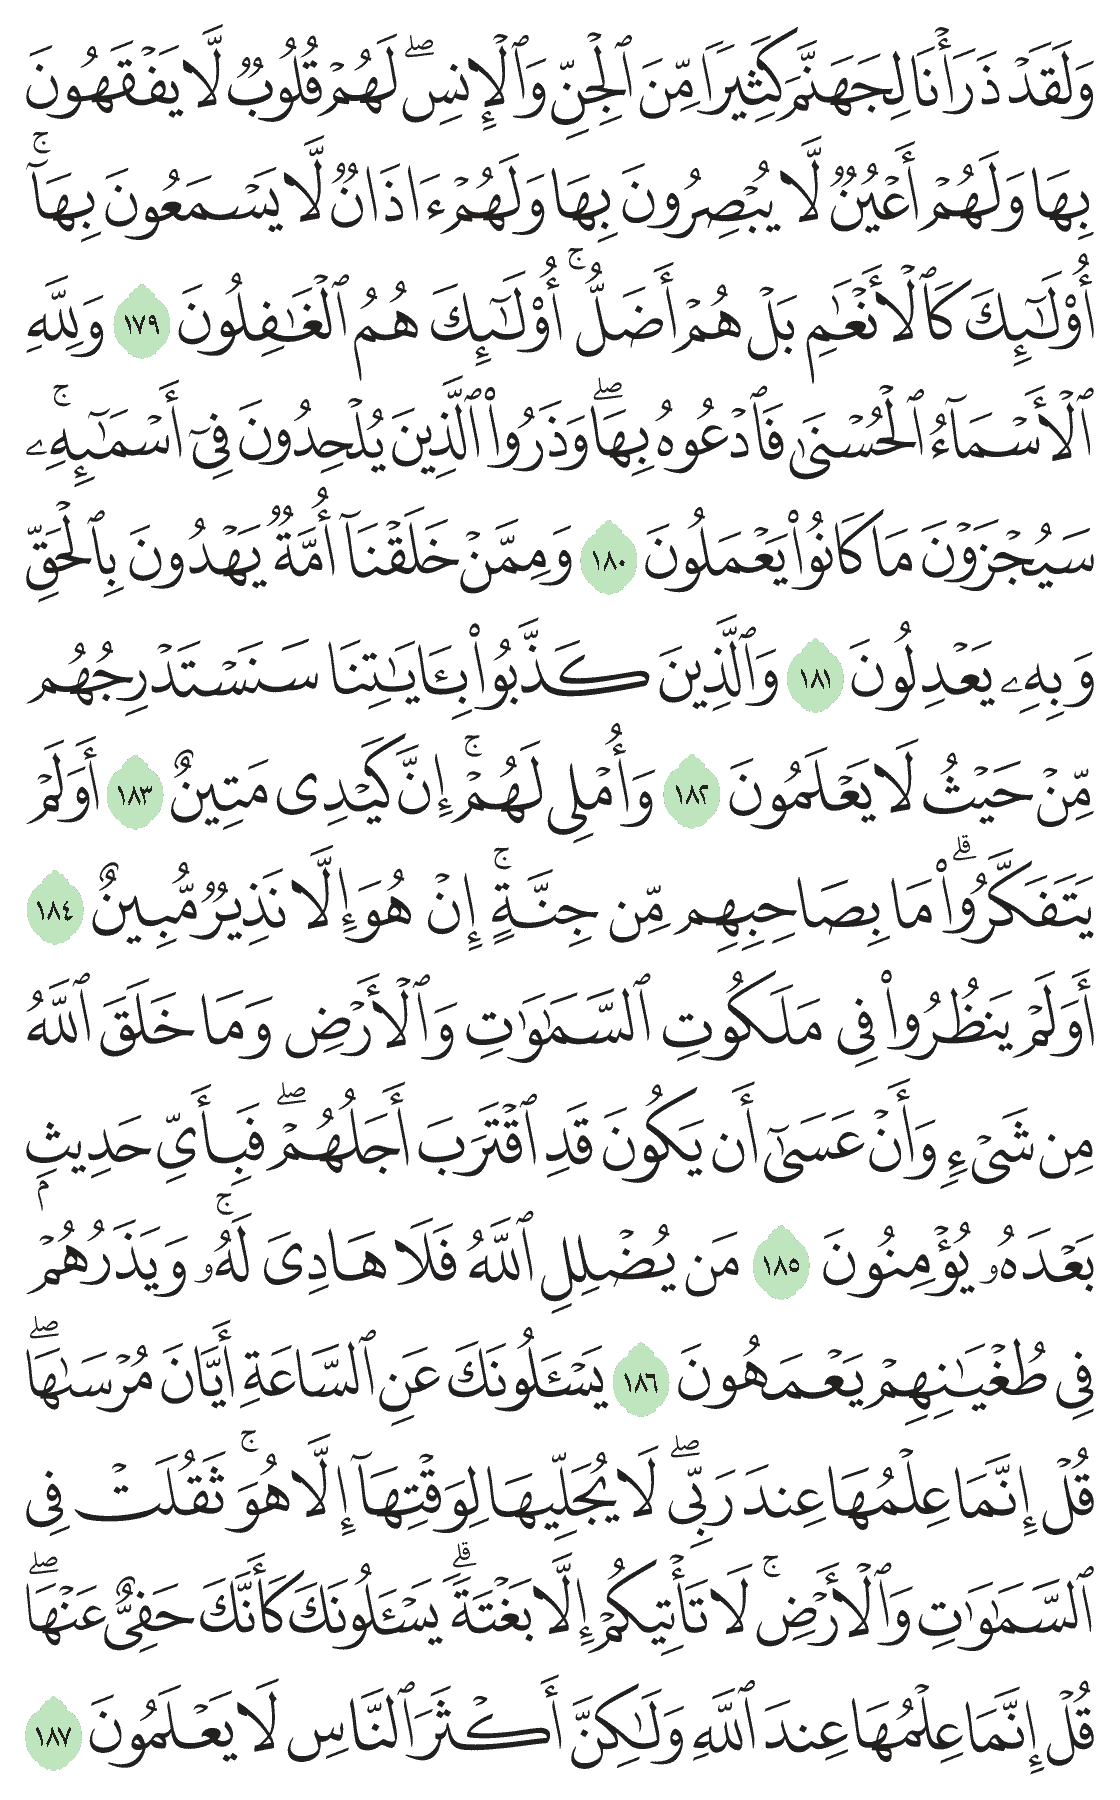 وَلَقَدْ ذَرَأْنَا لِجَهَنَّمَ كَثِيرًا مِّنَ ٱلْجِنِّ وَٱلْإِنسِ ۖ لَهُمْ قُلُوبٌ لَّا يَفْقَهُونَ
بِهَا وَلَهُمْ أَعْيُنٌ لَّا يُبْصِرُونَ بِهَا وَلَهُمْ ءَاذَانٌ لَّا يَسْمَعُونَ بِهَآ ۚ
أُو۟لَـٰٓئِكَ كَٱلْأَنْعَـٰمِ بَلْ هُمْ أَضَلُّ ۚ أُو۟لَـٰٓئِكَ هُمُ ٱلْغَـٰفِلُونَ ١٧٩ وَلِلَّهِ
ٱلْأَسْمَآءُ ٱلْحُسْنَىٰ فَٱدْعُوهُ بِهَا ۖ وَذَرُوا۟ ٱلَّذِينَ يُلْحِدُونَ فِىٓ أَسْمَـٰٓئِهِۦ ۚ
سَيُجْزَوْنَ مَا كَانُوا۟ يَعْمَلُونَ ١٨٠ وَمِمَّنْ خَلَقْنَآ أُمَّةٌ يَهْدُونَ بِٱلْحَقِّ
وَبِهِۦ يَعْدِلُونَ ١٨١ وَٱلَّذِينَ كَذَّبُوا۟ بِـَٔايَـٰتِنَا سَنَسْتَدْرِجُهُم
مِّنْ حَيْثُ لَا يَعْلَمُونَ ١٨٢ وَأُمْلِى لَهُمْ ۚ إِنَّ كَيْدِى مَتِينٌ ١٨٣ أَوَلَمْ
يَتَفَكَّرُوا۟ ۗ مَا بِصَاحِبِهِم مِّن جِنَّةٍ ۚ إِنْ هُوَ إِلَّا نَذِيرٌ مُّبِينٌ ١٨٤
أَوَلَمْ يَنظُرُوا۟ فِى مَلَكُوتِ ٱلسَّمَـٰوَٰتِ وَٱلْأَرْضِ وَمَا خَلَقَ ٱللَّهُ
مِن شَىْءٍ وَأَنْ عَسَىٰٓ أَن يَكُونَ قَدِ ٱقْتَرَبَ أَجَلُهُمْ ۖ فَبِأَىِّ حَدِيثٍۭ
بَعْدَهُۥ يُؤْمِنُونَ ١٨٥ مَن يُضْلِلِ ٱللَّهُ فَلَا هَادِىَ لَهُۥ ۚ وَيَذَرُهُمْ
فِى طُغْيَـٰنِهِمْ يَعْمَهُونَ ١٨٦ يَسْـَٔلُونَكَ عَنِ ٱلسَّاعَةِ أَيَّانَ مُرْسَىٰهَا ۖ
قُلْ إِنَّمَا عِلْمُهَا عِندَ رَبِّى ۖ لَا يُجَلِّيهَا لِوَقْتِهَآ إِلَّا هُوَ ۚ ثَقُلَتْ فِى
ٱلسَّمَـٰوَٰتِ وَٱلْأَرْضِ ۚ لَا تَأْتِيكُمْ إِلَّا بَغْتَةً ۗ يَسْـَٔلُونَكَ كَأَنَّكَ حَفِىٌّ عَنْهَا ۖ
قُلْ إِنَّمَا عِلْمُهَا عِندَ ٱللَّهِ وَلَـٰكِنَّ أَكْثَرَ ٱلنَّاسِ لَا يَعْلَمُونَ ١٨٧